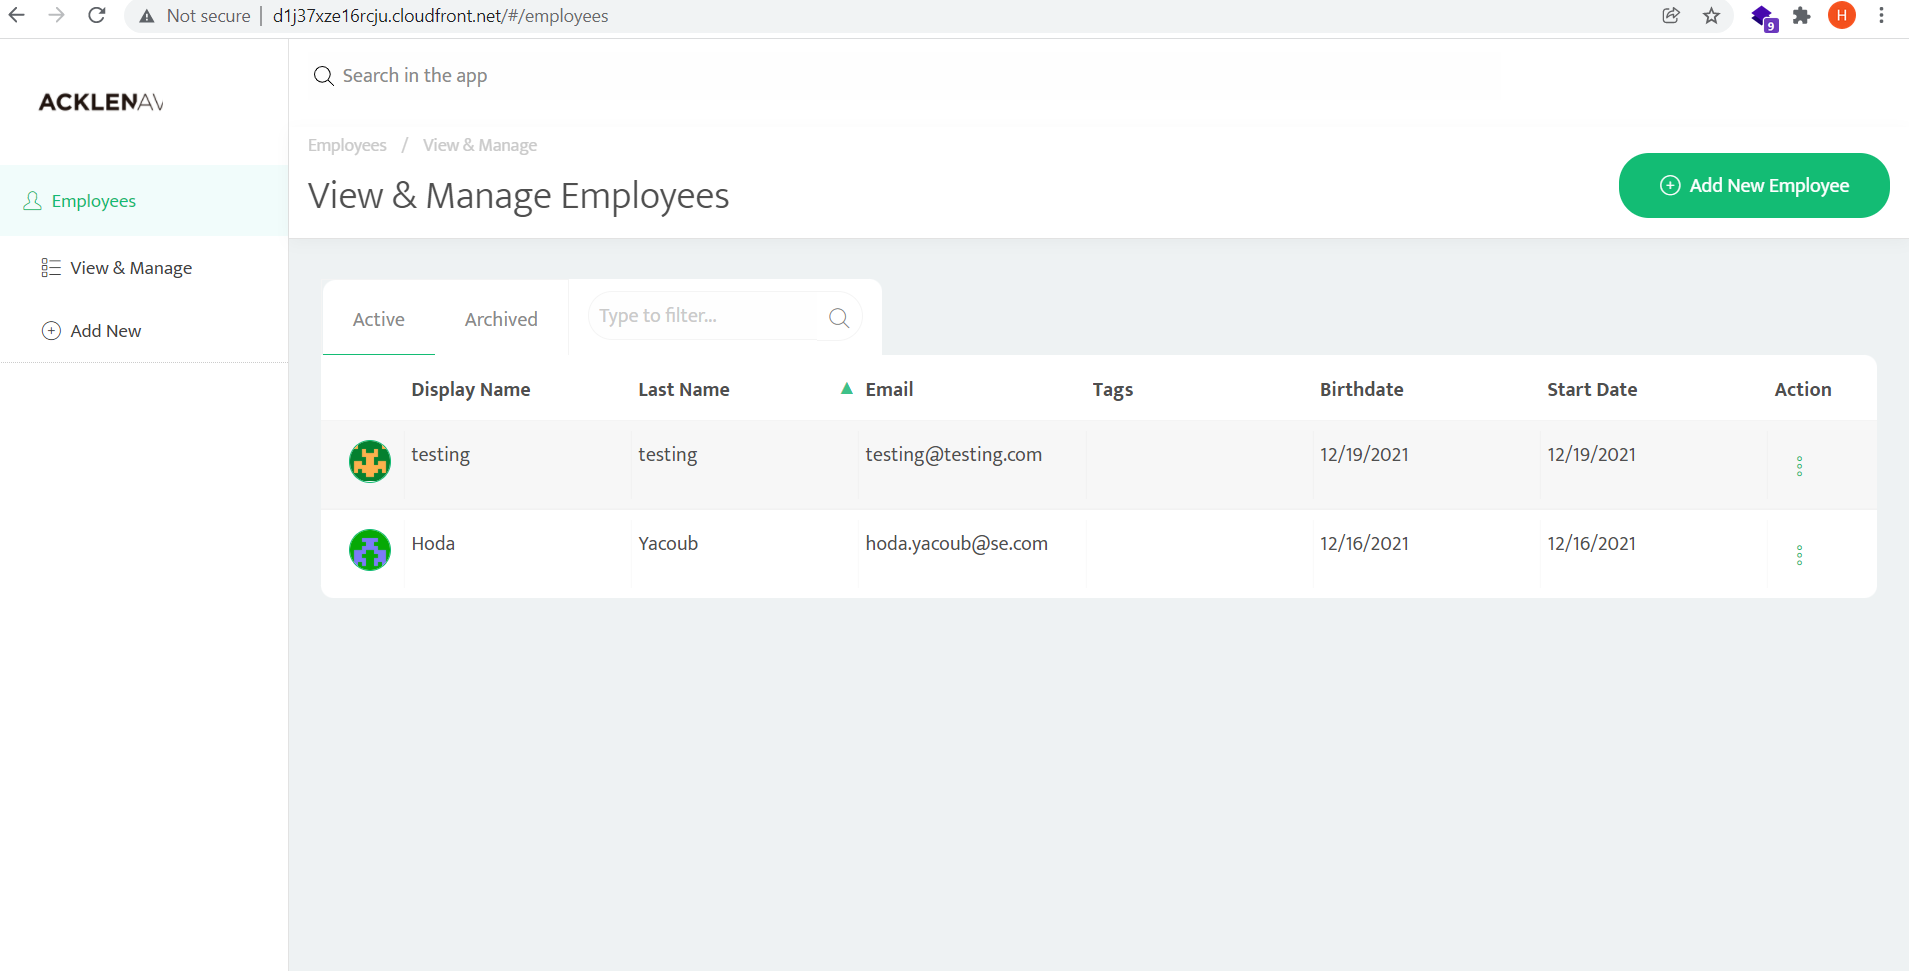 Not secure | d1j37xze16rcju.cloudfront.net/#/employees
9
H
ACKLENAV
Search in the app
Employees / View & Manage
View & Manage Employees
Add New Employee
Employees
View & Manage
Add New
Active Archived Type to filter...
Display Name Last Name Email Tags Birthdate Start Date Action
testing testing testing@testing.com 12/19/2021 12/19/2021
Hoda Yacoub hoda.yacoub@se.com 12/16/2021 12/16/2021